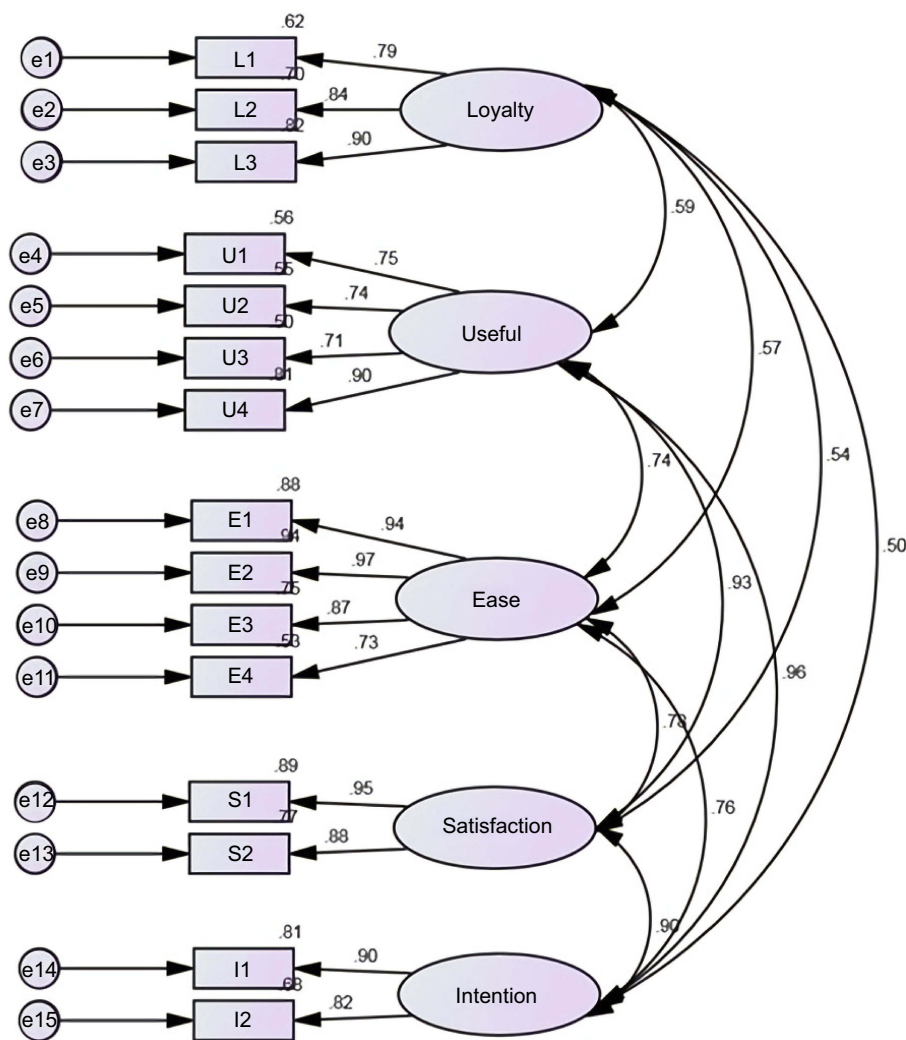 .62
e1 L1 .79
.70
e2 L2 .84 Loyalty
.82
e3 L3 .90
.59
.56
e4 U1 .75
.55
e5 U2 .74 Useful
.50
e6 U3 .71 .57
.81
e7 U4 .90
.74 .54
.88
e8 E1 .94
.94 .50
e9 E2 .97 .93
.75 Ease
e10 E3 .87
.53
e11 E4 .73 .96
.78
.89
e12 S1 .95 .76
.77 Satisfaction
e13 S2 .88
.90
.81
e14 I1 .90
.68 Intention
e15 I2 .82